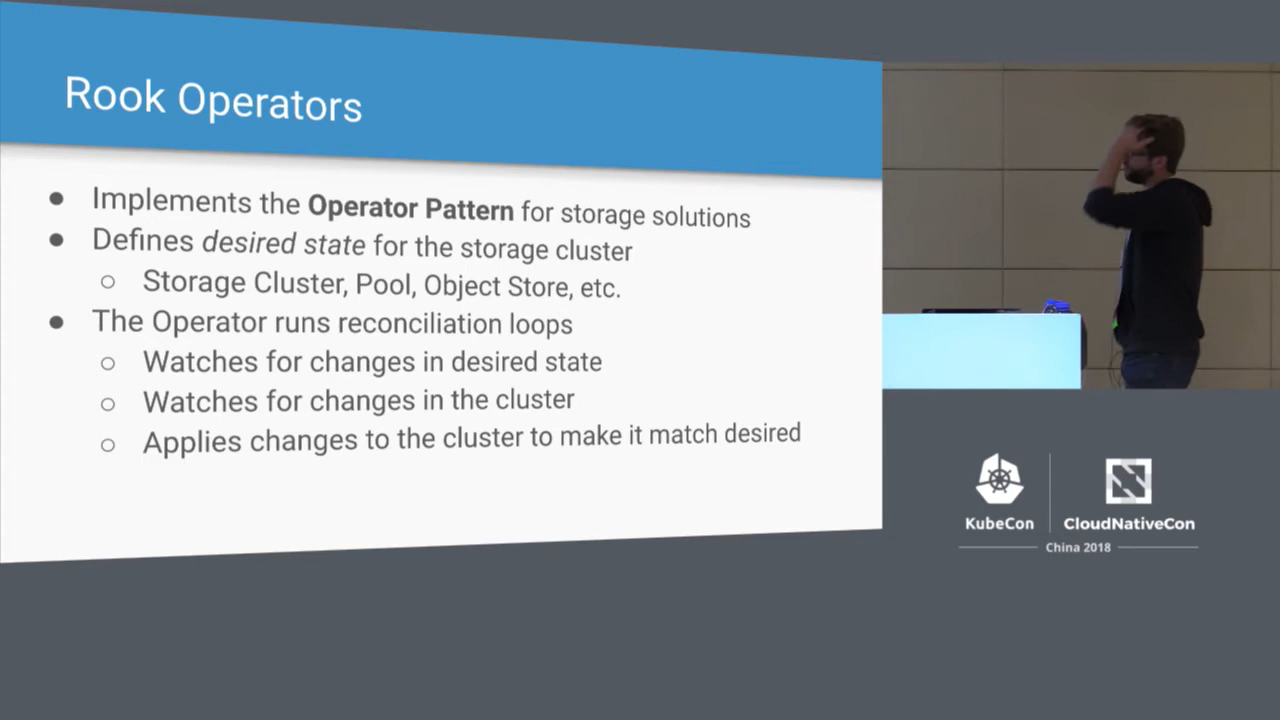 Rook Operators
● Implements the Operator Pattern for storage solutions
● Defines desired state for the storage cluster
○ Storage Cluster, Pool, Object Store, etc.
● The Operator runs reconciliation loops
○ Watches for changes in desired state
○ Watches for changes in the cluster
○ Applies changes to the cluster to make it match desired
KubeCon
CloudNativeCon
China 2018